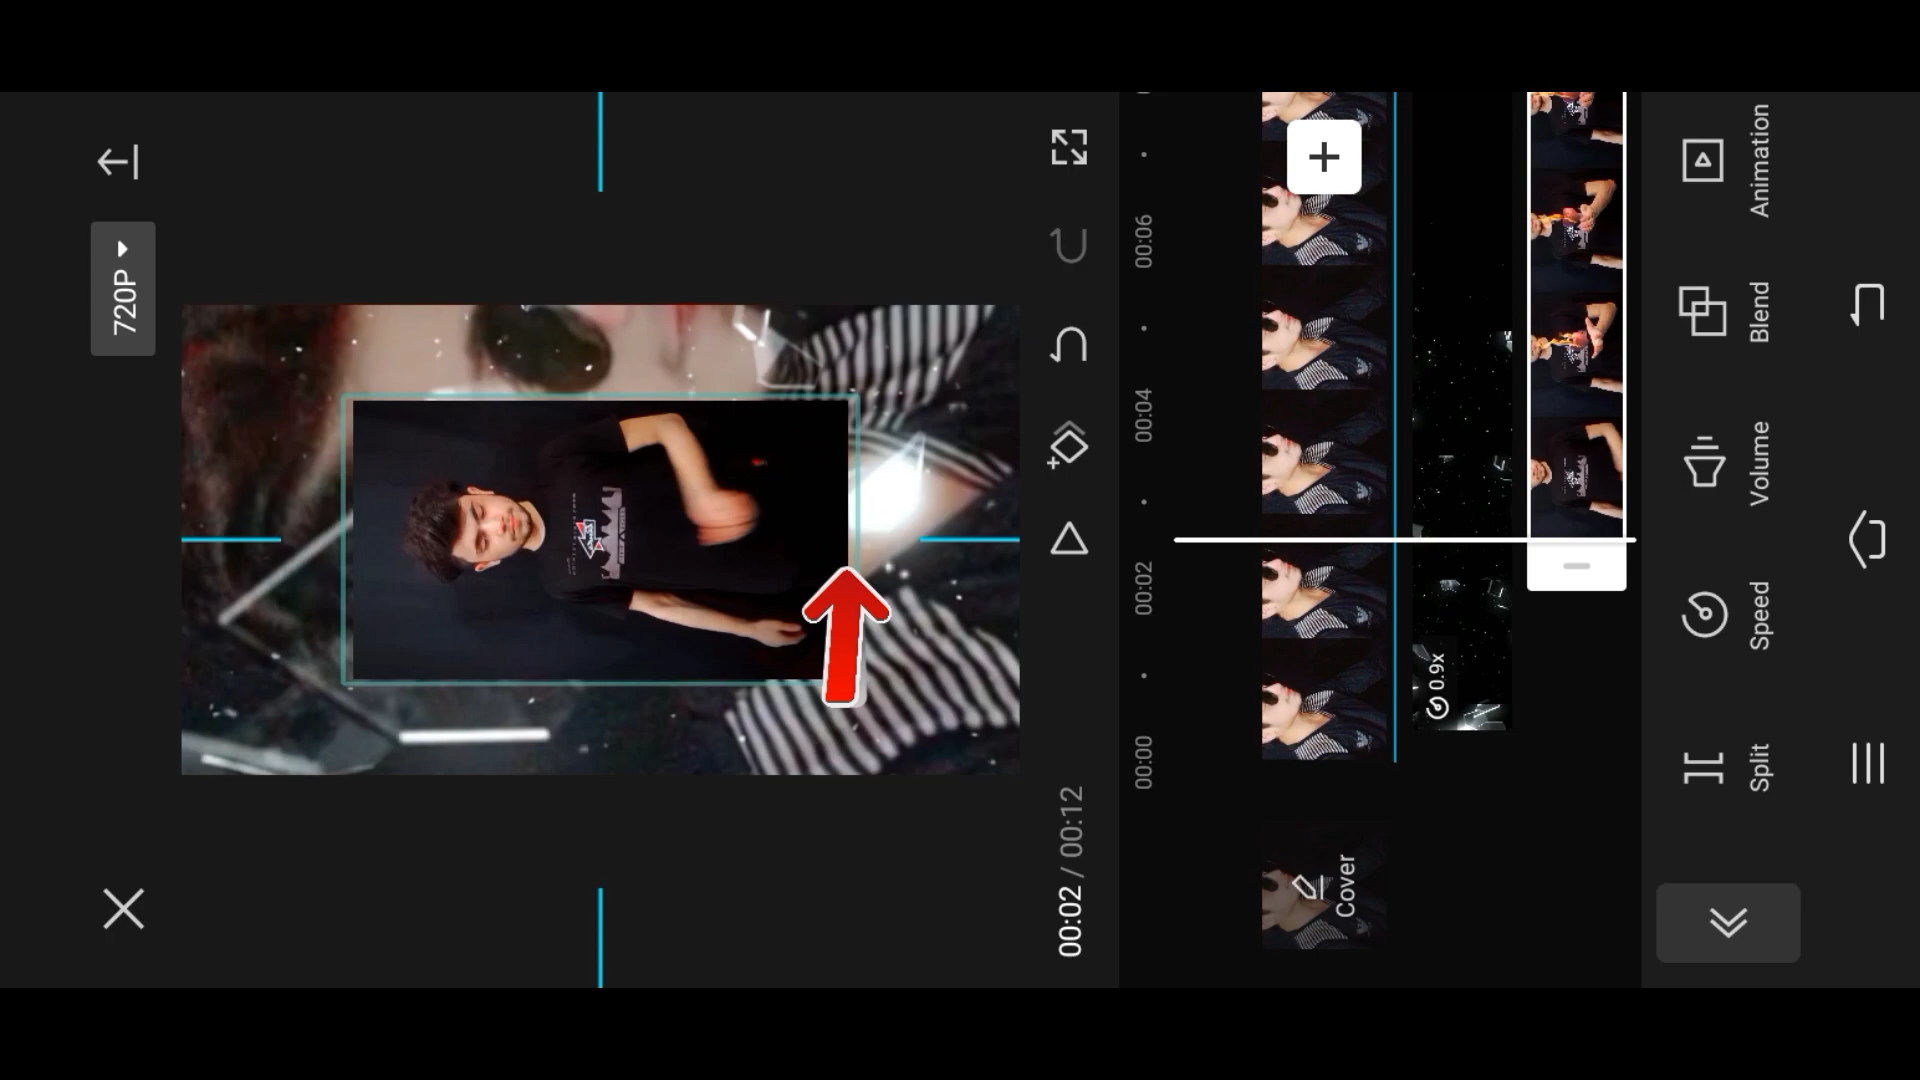 720P
00:02 / 00:12
00:00
00:02
00:04
00:06
Cover
0.9x
Split
Speed
Volume
Blend
Animation